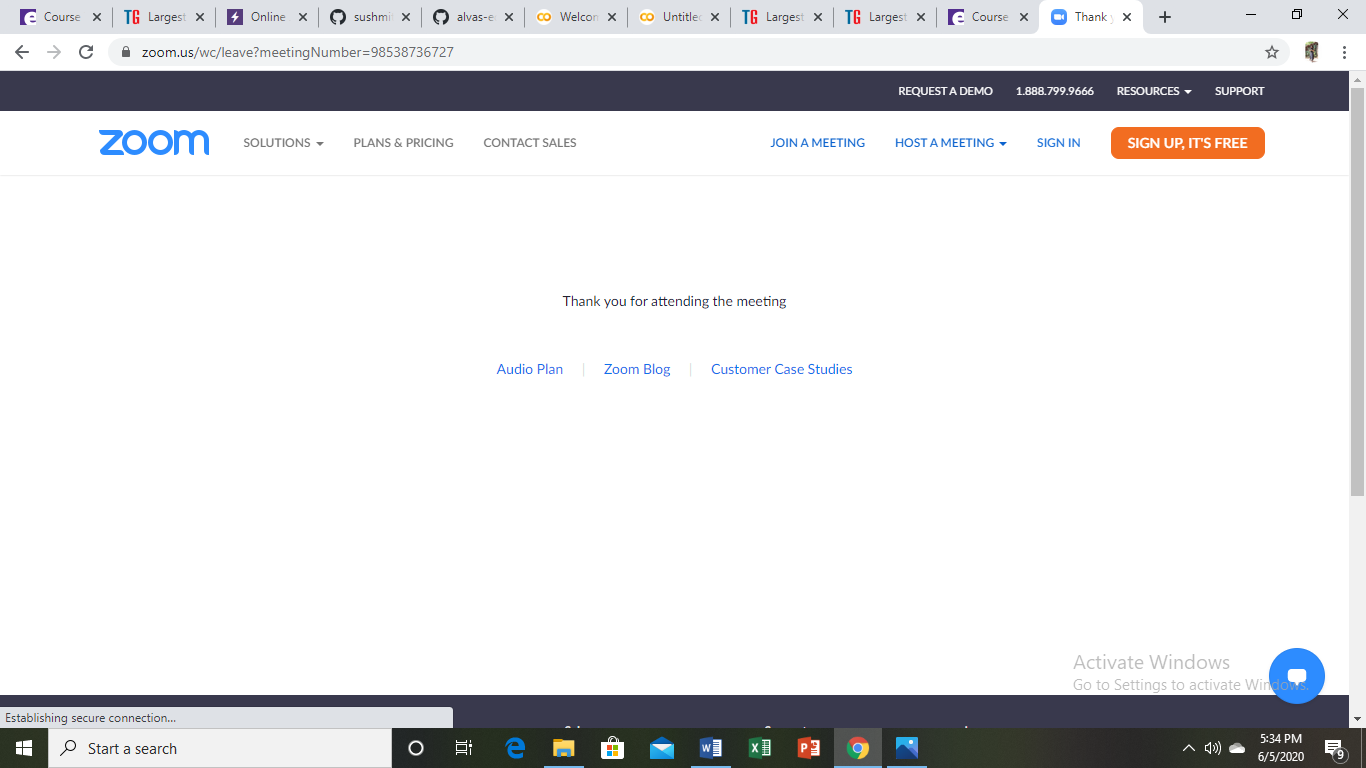 Course
Largest
Online
sushmi
alvas-e
Welcon
Untitled
Largest
Largest
Course
Thank y
zoom.us/wc/leave?meetingNumber=98538736727
REQUEST A DEMO 1.888.799.9666 RESOURCES SUPPORT
zoom SOLUTIONS PLANS & PRICING CONTACT SALES JOIN A MEETING HOST A MEETING SIGN IN SIGN UP, IT'S FREE
Thank you for attending the meeting
Audio Plan Zoom Blog Customer Case Studies
Activate Windows
Go to Settings to activate Windows.
Establishing secure connection...
Start a search
5:34 PM
6/5/2020
9